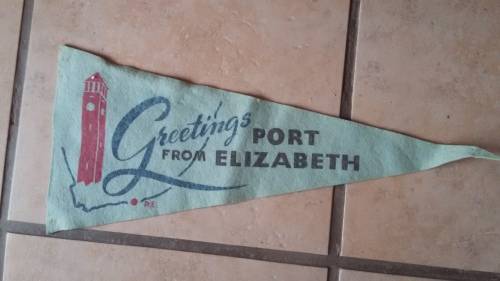 Greetings
FROM PORT
ELIZABETH
P.E.